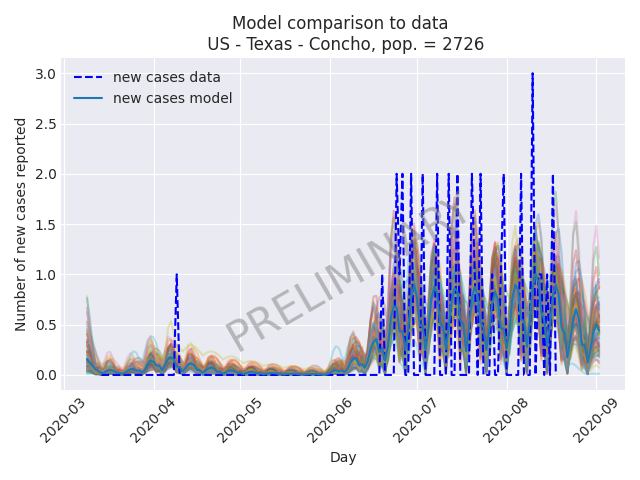 Model comparison to data
US - Texas - Concho, pop. = 2726
new cases data
new cases model
PRELIMINARY
Number of new cases reported
3.0
2.5
2.0
1.5
1.0
0.5
0.0
2020-03
2020-04
2020-05
2020-06
2020-07
2020-08
2020-09
Day